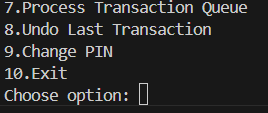 7.Process Transaction Queue
8.Undo Last Transaction
9.Change PIN
10.Exit
Choose option: